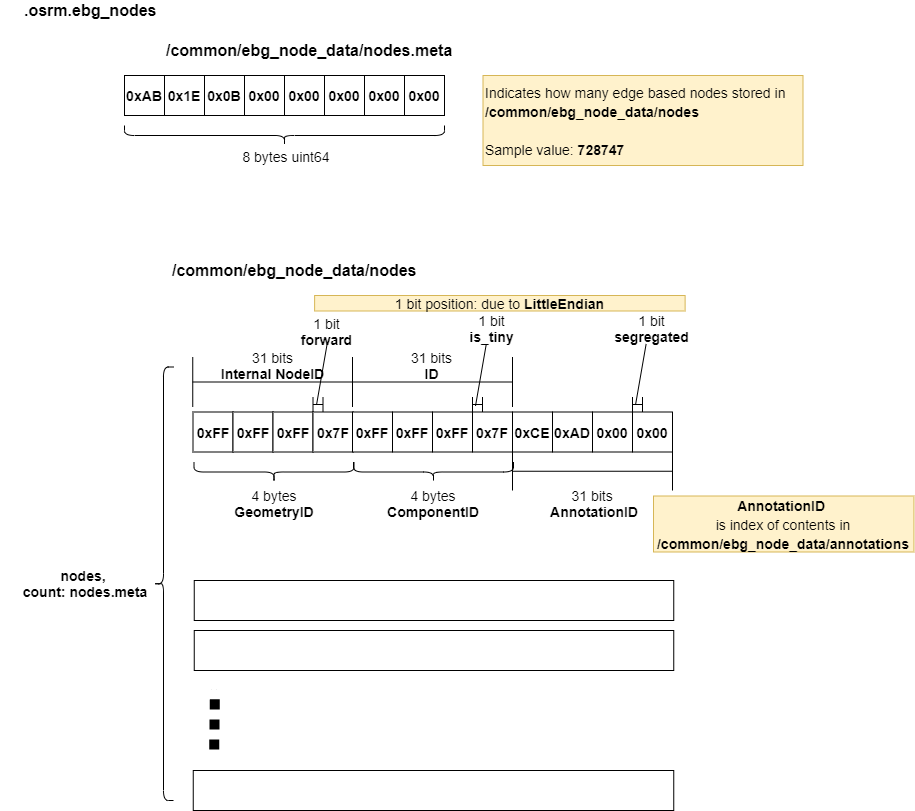 .osrm.ebg_nodes
/common/ebg_node_data/nodes.meta
0xAB 0x1E 0x0B 0x00 0x00 0x00 0x00 0x00
8 bytes uint64
Indicates how many edge based nodes stored in
/common/ebg_node_data/nodes
Sample value: 728747
/common/ebg_node_data/nodes
1 bit position: due to LittleEndian
1 bit
forward
1 bit
is_tiny
1 bit
segregated
31 bits
Internal NodeID
31 bits
ID
0xFF 0xFF 0xFF 0x7F 0xFF 0xFF 0xFF 0x7F 0xCE 0xAD 0x00 0x00
4 bytes
GeometryID
4 bytes
ComponentID
31 bits
AnnotationID
AnnotationID
is index of contents in
/common/ebg_node_data/annotations
nodes,
count: nodes.meta